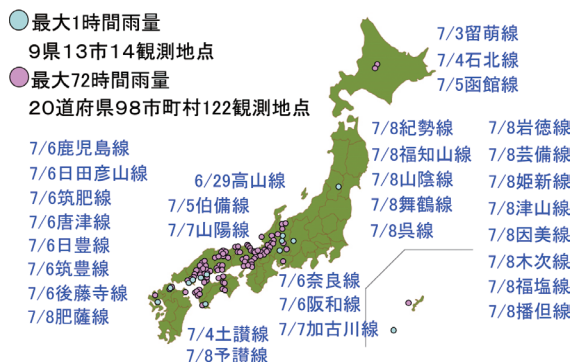 最大1時間雨量
9県13市14観測地点
最大72時間雨量
20道府県98市町村122観測地点
7/3留萌線
7/4石北線
7/5函館線
7/6鹿児島線
7/6日田彦山線
7/6筑肥線
7/6唐津線
7/6日豊線
7/6筑豊線
7/6後藤寺線
7/8肥薩線
6/29高山線
7/5伯備線
7/7山陽線
7/8紀勢線
7/8福知山線
7/8山陰線
7/8舞鶴線
7/8呉線
7/8岩徳線
7/8芸備線
7/8姫新線
7/8津山線
7/8因美線
7/8木次線
7/8福塩線
7/8播但線
7/6奈良線
7/6阪和線
7/7加古川線
7/4土讃線
7/8予讃線